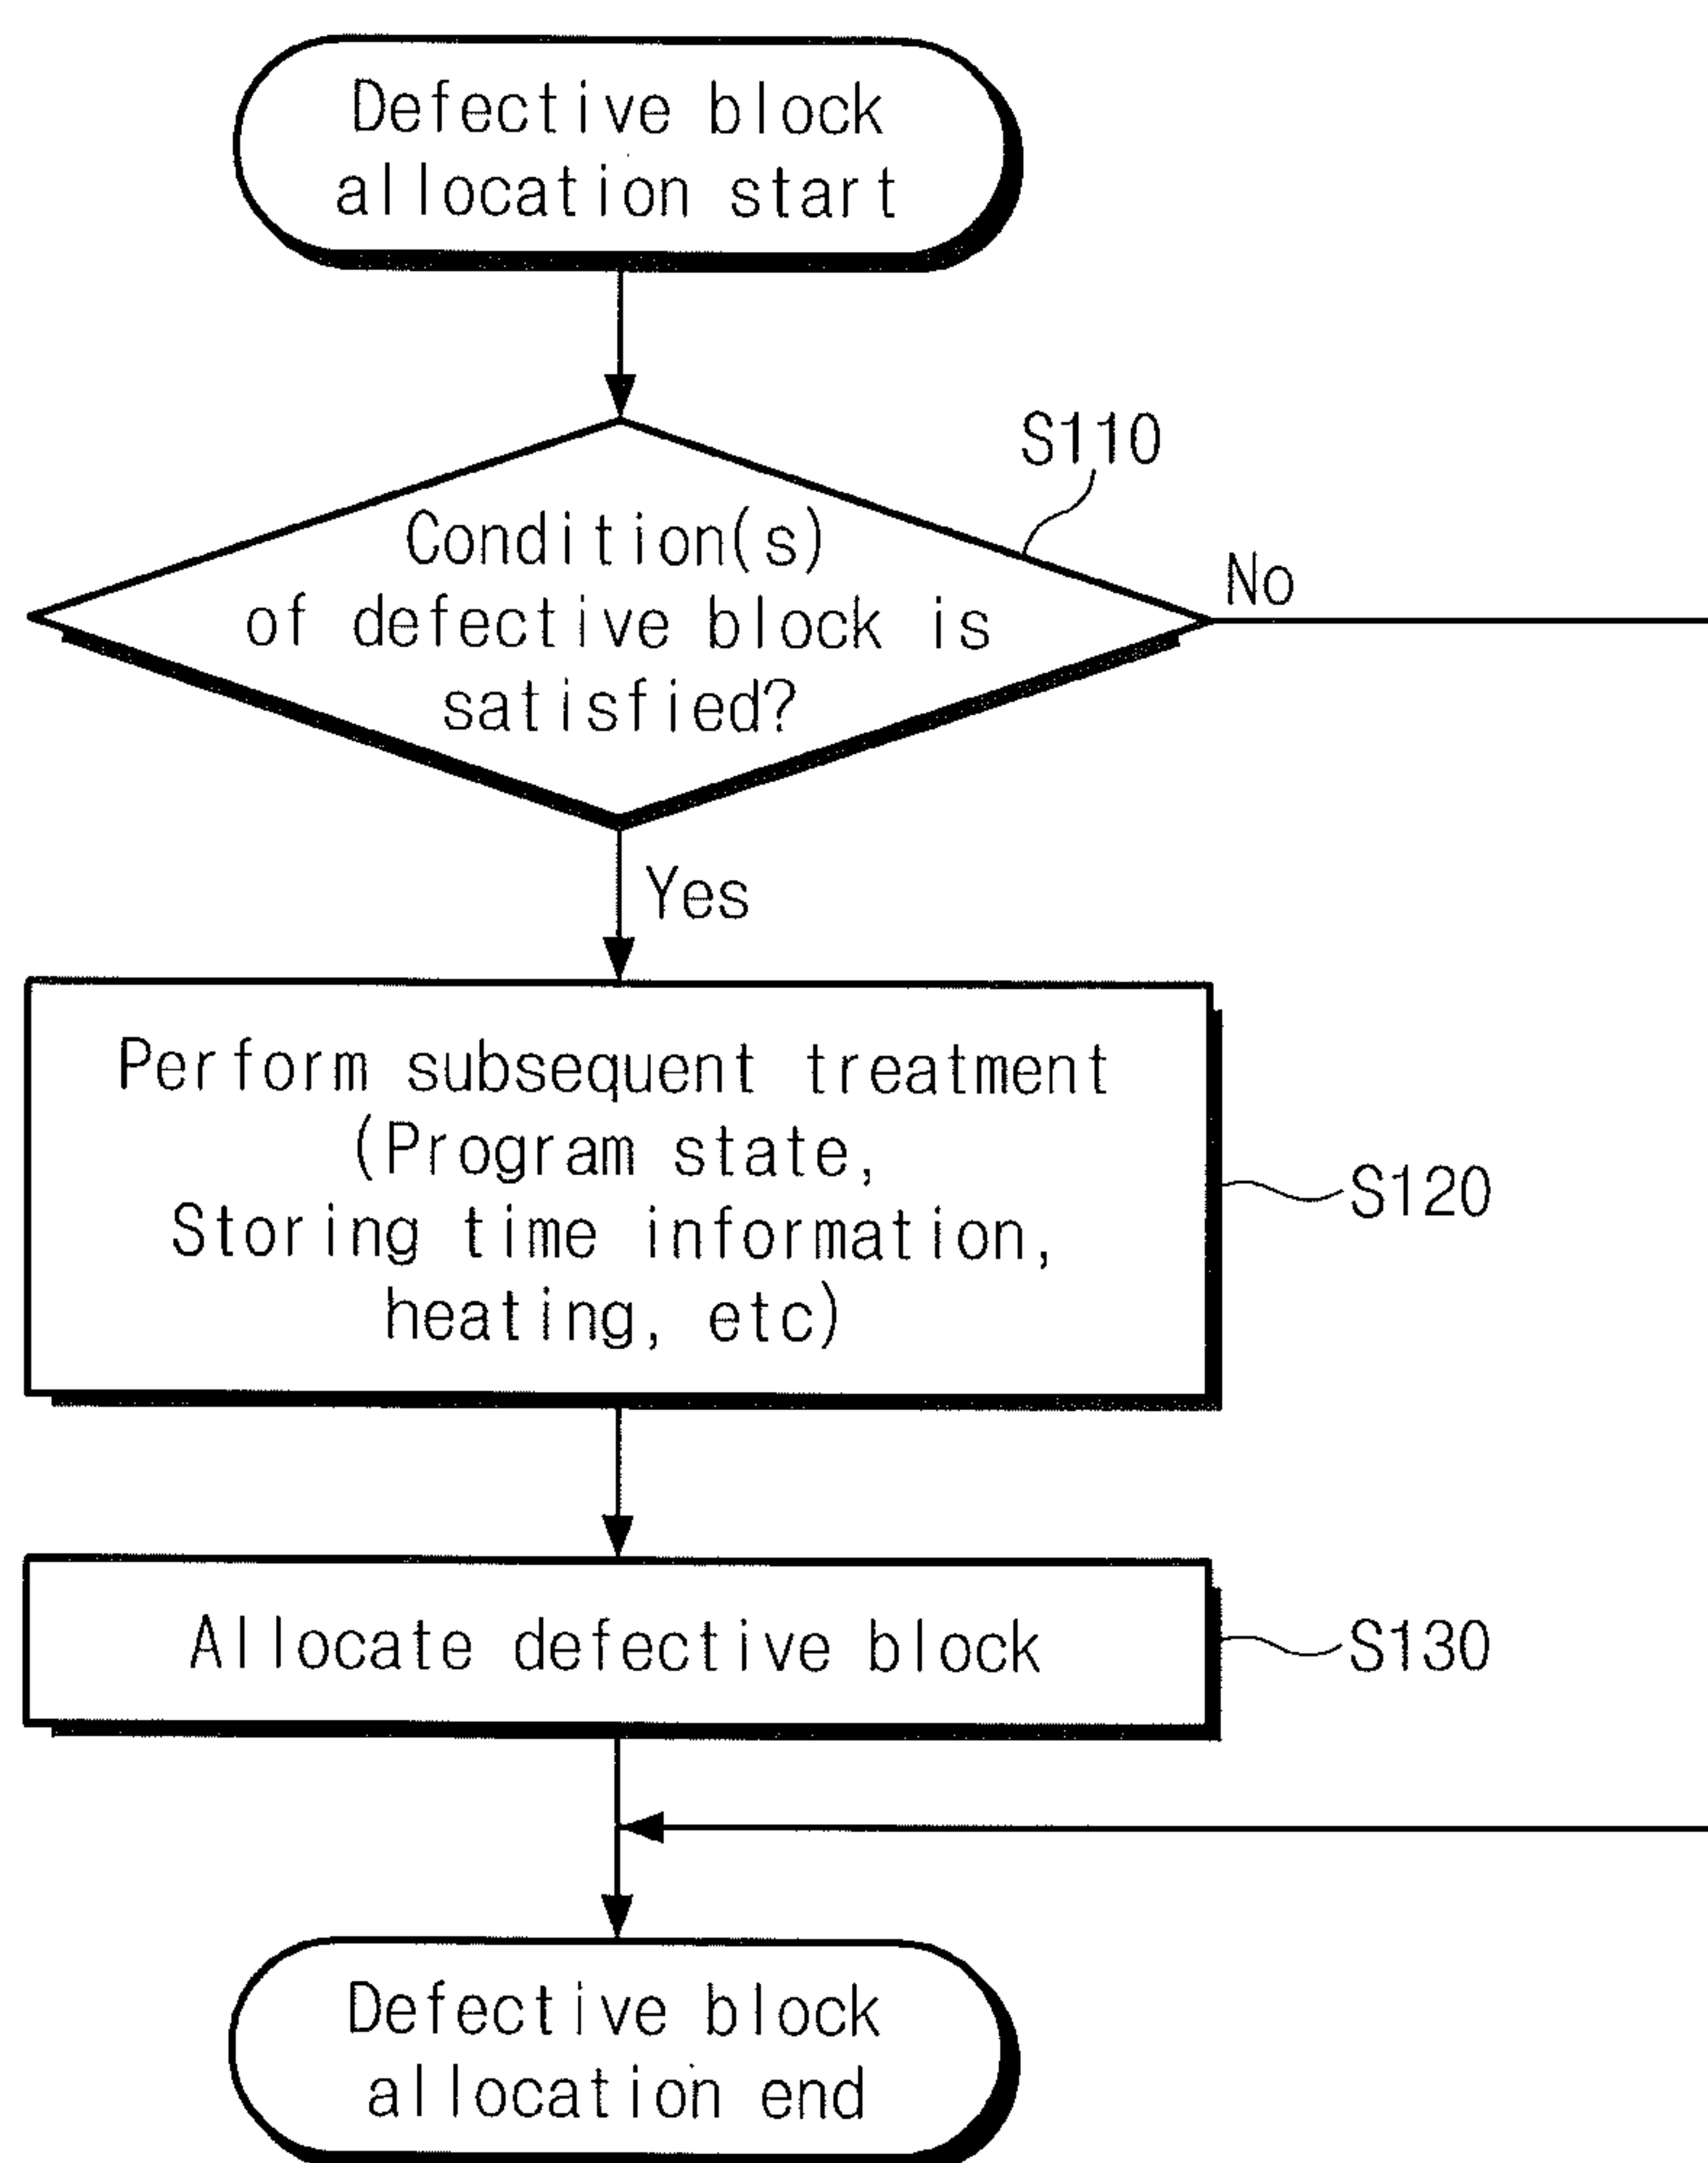 Defective block
allocation start
S110
Condition(s)
of defective block is
satisfied?
No
Yes
Perform subsequent treatment
(Program state,
Storing time information,
heating, etc)
S120
Allocate defective block
S130
Defective block
allocation end